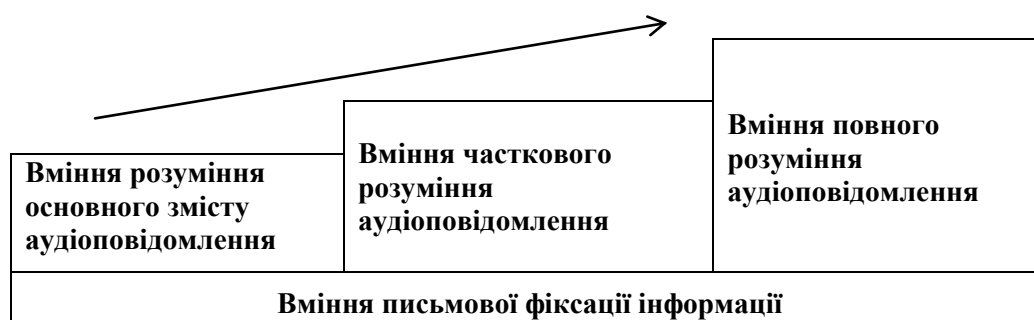 Вміння розуміння
основного змісту
аудіоповідомлення
Вміння часткового
розуміння
аудіоповідомлення
Вміння повного
розуміння
аудіоповідомлення
Вміння письмової фіксації інформації